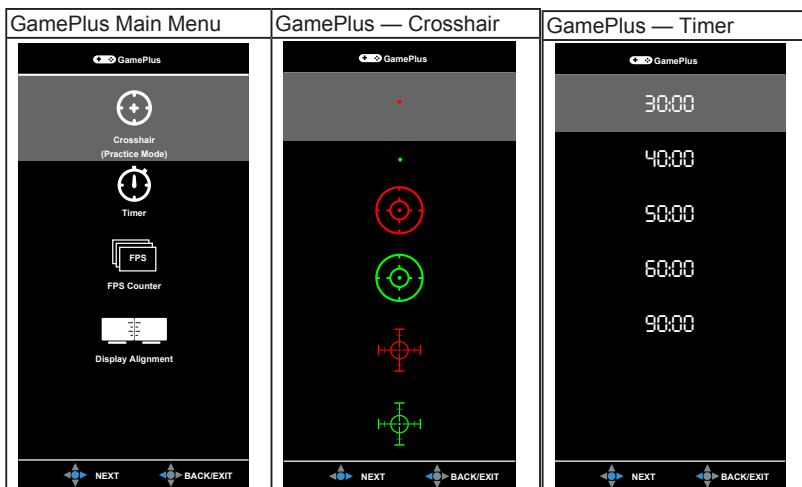 GamePlus Main Menu
GamePlus — Crosshair
GamePlus — Timer
GamePlus
Crosshair
(Practice Mode)
Timer
FPS
FPS Counter
Display Alignment
NEXT
BACK/EXIT
GamePlus
NEXT
BACK/EXIT
GamePlus
30:00
40:00
50:00
60:00
90:00
NEXT
BACK/EXIT